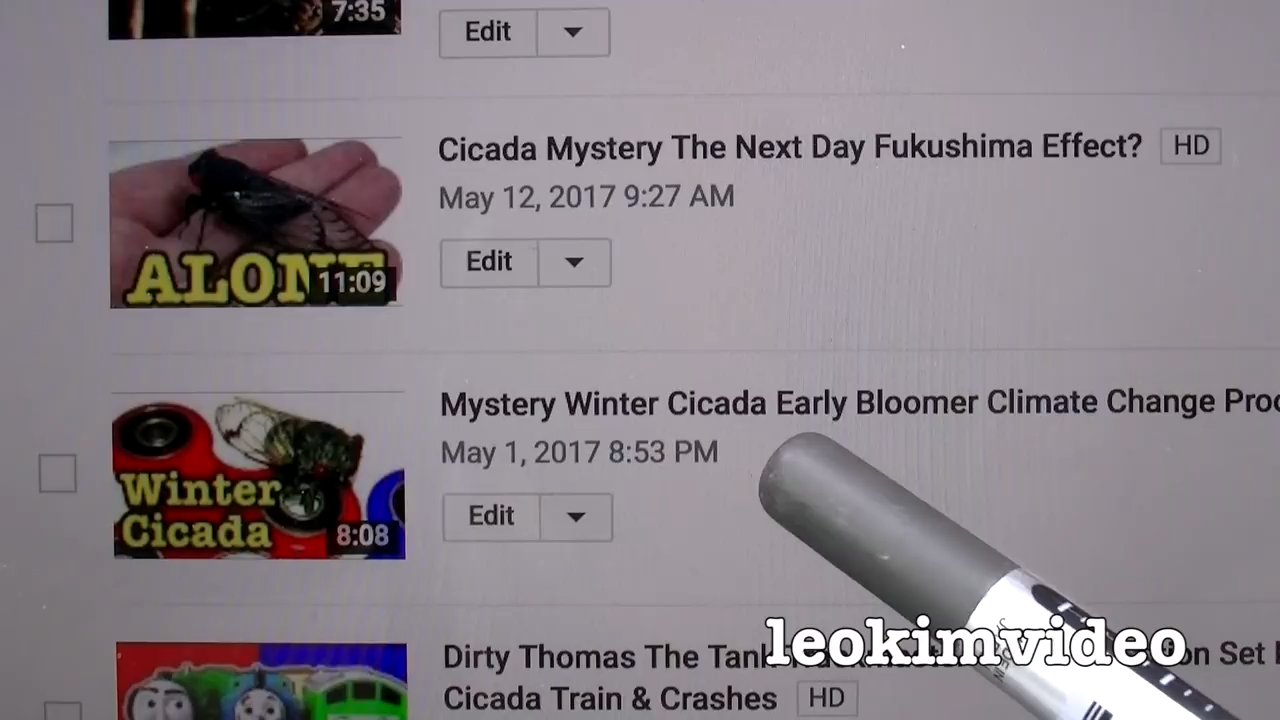 7:35
Edit
Cicada Mystery The Next Day Fukushima Effect? HD
May 12, 2017 9:27 AM
ALONE
11:09
Edit
Mystery Winter Cicada Early Bloomer Climate Change
May 1, 2017 8:53 PM
Winter
Cicada
8:08
Edit
leokimvideo
Dirty Thomas The Tank Set
Cicada Train & Crashes HD